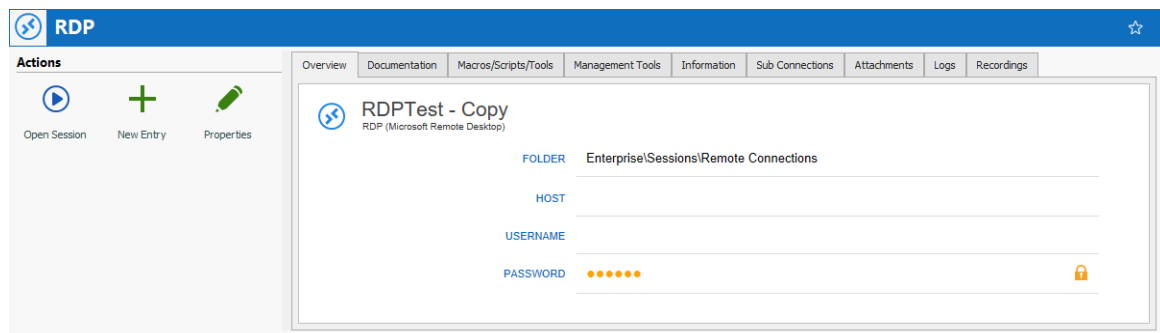 RDP
Actions
Open Session New Entry Properties
Overview Documentation Macros/Scripts/Tools Management Tools Information Sub Connections Attachments Logs Recordings
RDPTest - Copy
RDP (Microsoft Remote Desktop)
FOLDER Enterprise\Sessions\Remote Connections
HOST
USERNAME
PASSWORD ●●●●●●